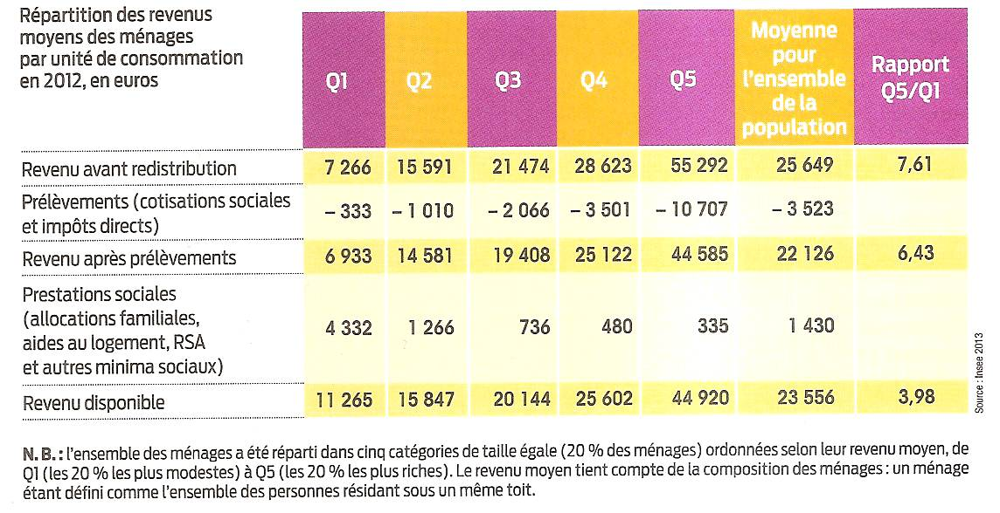 Répartition des revenus
moyens des ménages
par unité de consommation
en 2012, en euros
Q1 Q2 Q3 Q4 Q5
Moyenne
pour
l'ensemble
de la
population
Rapport
Q5/Q1
Revenu avant redistribution 7 266 15 591 21 474 28 623 55 292 25 649 7,61
Prélèvements (cotisations sociales
et impôts directs) – 333 – 1 010 – 2 066 – 3 501 – 10 707 – 3 523
Revenu après prélèvements 6 933 14 581 19 408 25 122 44 585 22 126 6,43
Prestations sociales
(allocations familiales,
aides au logement, RSA
et autres minima sociaux) 4 332 1 266 736 480 335 1 430
Revenu disponible 11 265 15 847 20 144 25 602 44 920 23 556 3,98
Source : Insee 2013
N. B. : l'ensemble des ménages a été réparti dans cinq catégories de taille égale (20 % des ménages) ordonnées selon leur revenu moyen, de
Q1 (les 20 % les plus modestes) à Q5 (les 20 % les plus riches). Le revenu moyen tient compte de la composition des ménages : un ménage
étant défini comme l'ensemble des personnes résidant sous un même toit.